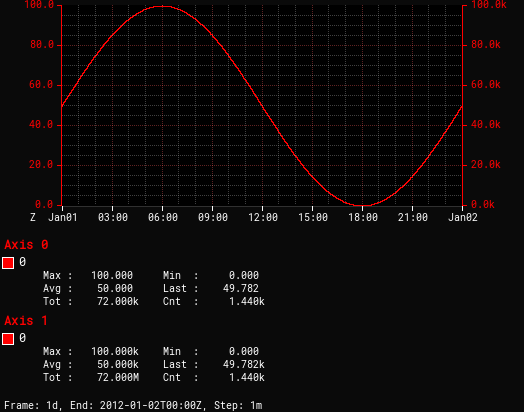 100.0 100.0k
80.0 80.0k
60.0 60.0k
40.0 40.0k
20.0 20.0k
0.0 0.0k
Z Jan01 03:00 06:00 09:00 12:00 15:00 18:00 21:00 Jan02
Axis 0
0
Max : 100.000 Min : 0.000
Avg : 50.000 Last : 49.782
Tot : 72.000k Cnt : 1.440k
Axis 1
0
Max : 100.000k Min : 0.000
Avg : 50.000k Last : 49.782k
Tot : 72.000M Cnt : 1.440k
Frame: 1d, End: 2012-01-02T00:00Z, Step: 1m